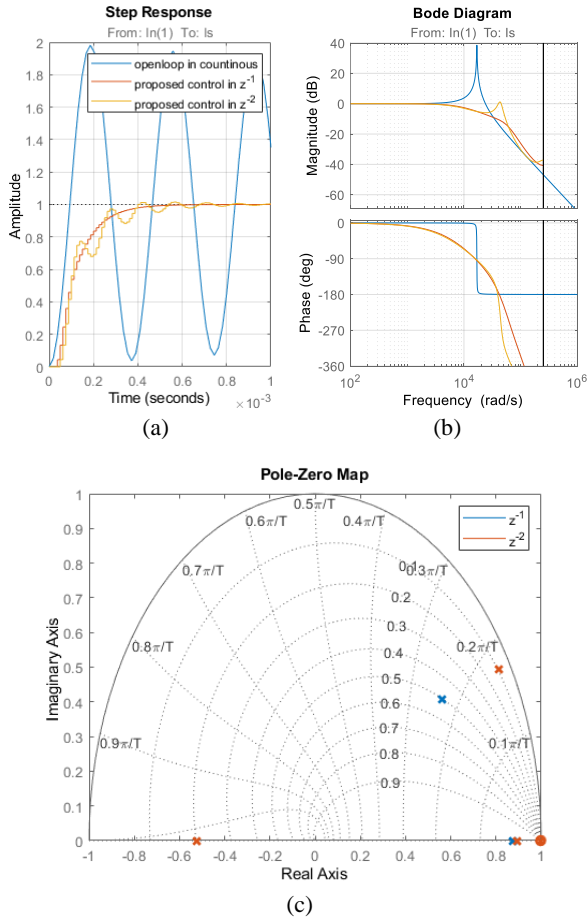 Step Response
From: In(1) To: Is
openloop in countinous
proposed control in z-1
proposed control in z-2
Amplitude
2
1.8
1.6
1.4
1.2
1
0.8
0.6
0.4
0.2
0
0 0.2 0.4 0.6 0.8 1
Time (seconds)
×10-3
(a)
Bode Diagram
From: In(1) To: Is
Magnitude (dB)
40
0
-20
-40
-60
Phase (deg)
0
-90
-180
-270
-360
10^2 10^4 10^6
Frequency (rad/s)
(b)
Pole-Zero Map
z-1
z-2
Imaginary Axis
1
0.9
0.8
0.7
0.6
0.5
0.4
0.3
0.2
0.1
0
0.5π/T
0.6π/T 0.4π/T
0.7π/T 0.1 0.3π/T
0.2
0.3
0.8π/T 0.4 0.2π/T
0.5
0.6
0.7
0.9π/T 0.8 0.1π/T
0.9
-1 -0.8 -0.6 -0.4 -0.2 0 0.2 0.4 0.6 0.8 1
Real Axis
(c)